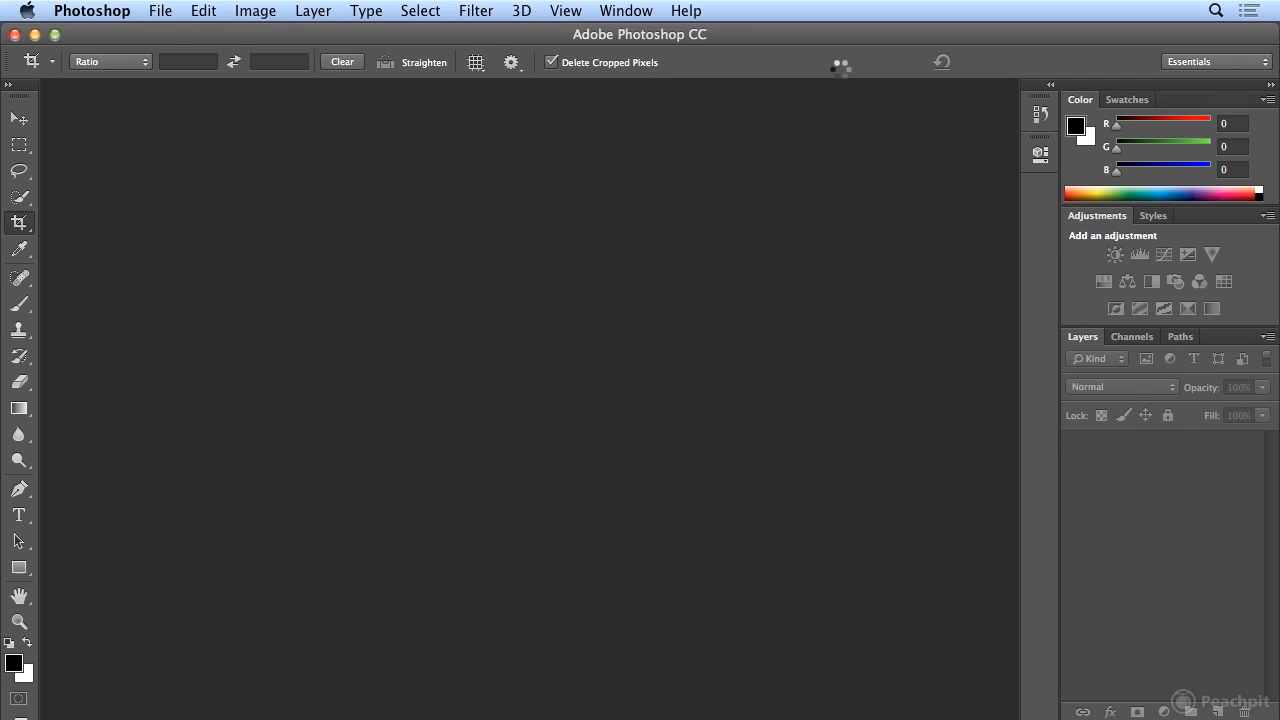 Photoshop File Edit Image Layer Type Select Filter 3D View Window Help
Adobe Photoshop CC
Ratio Clear Straighten Delete Cropped Pixels Essentials
Color Swatches
R 0
G 0
B 0
Adjustments Styles
Add an adjustment
Layers Channels Paths
Kind T
Normal Opacity: 100%
Lock: Fill: 100%
T
fx
Peachpit